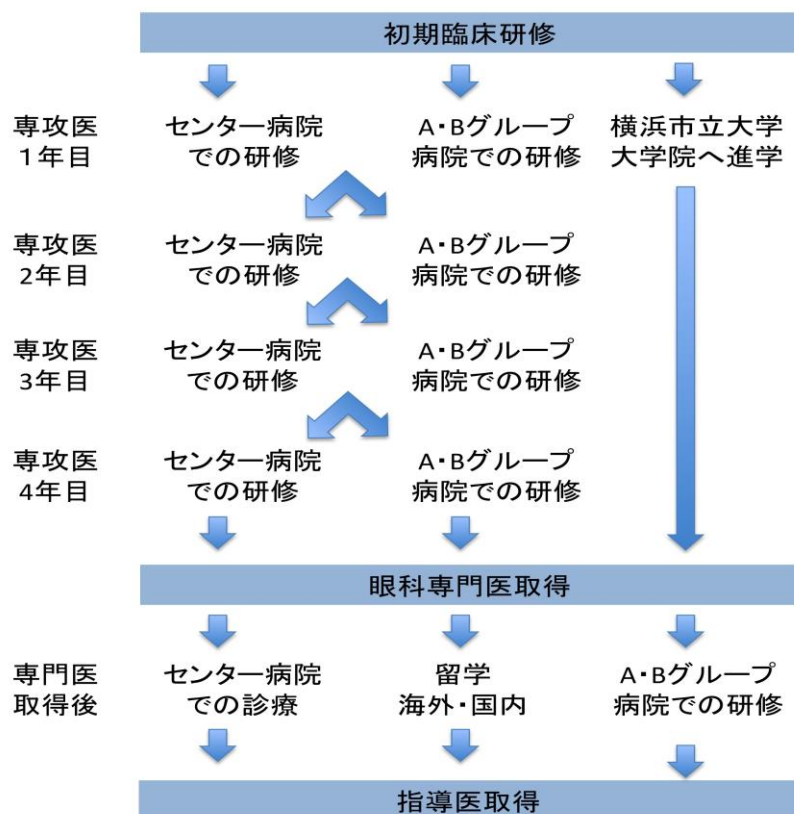 初期臨床研修
専攻医
1年目
センター病院
での研修
A・Bグループ
病院での研修
横浜市立大学
大学院へ進学
専攻医
2年目
センター病院
での研修
A・Bグループ
病院での研修
専攻医
3年目
センター病院
での研修
A・Bグループ
病院での研修
専攻医
4年目
センター病院
での研修
A・Bグループ
病院での研修
眼科専門医取得
専門医
取得後
センター病院
での診療
留学
海外・国内
A・Bグループ
病院での研修
指導医取得